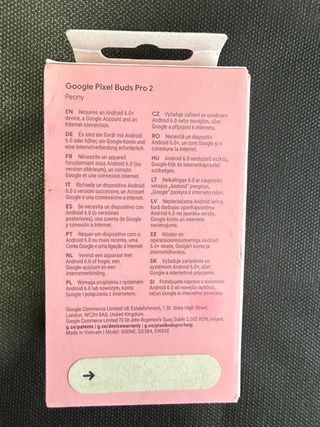 Google Pixel Buds Pro 2
Peony
EN Requires an Android 6.0+
device, a Google Account and an
Internet connection.
DE Es sind ein Gerät mit Android
6.0 oder höher, ein Google-Konto und
eine Internetverbindung erforderlich.
FR Nécessite un appareil
fonctionnant sous Android 6.0 (ou
version ultérieure), un compte
Google et une connexion Internet.
IT Richiede un dispositivo Android
6.0 o versioni successive, un Account
Google e una connessione a Internet.
ES Se necesita un dispositivo con
Android 6.0 (o versiones
posteriores), una cuenta de Google
y conexión a Internet.
PT Requer um dispositivo com o
Android 6.0 ou mais recente, uma
Conta Google e uma ligação à Internet.
NL Vereist een apparaat met
Android 6.0 of hoger, een
Google-account en een
internetverbinding.
PL Wymaga urządzenia z systemem
Android 6.0 lub nowszym, konta
Google i połączenia z internetem.
CZ Vyžaduje zařízení se systémem
Android 6.0 nebo novějším, účet
Google a připojení k internetu.
RO Necesită un dispozitiv cu
Android 6.0+, un cont Google și o
conexiune la internet.
HU Android 6.0 rendszerű eszköz,
Google-fiók és internetkapcsolat
szükséges.
LT Reikalingas 6.0 ar naujesnės
versijos „Android“ įrenginys,
„Google“ paskyra ir interneto ryšys.
LV Nepieciešama Android ierīce,
kurā darbojas operētājsistēma
Android 6.0 vai jaunāka versija,
Google konts un interneta
savienojums.
EE Nõutav on
operatsioonisüsteemiga Android
6.0+ seade, Google'i konto ja
internetiühendus.
SK Vyžaduje zariadenie so
systémom Android 6.0+, účet
Google a internetové pripojenie.
SI Potrebujete napravo s sistemom
Android 6.0 ali novejšo različico,
račun Google in internetno povezavo.
Google Commerce Limited UK Establishment, 1 St. Giles High Street,
London, WC2H 8AG, United Kingdom.
Google Commerce Limited 70 Sir John Rogerson's Quay, Dublin 2, D02 R296, Ireland
g.co/patents | g.co/devicewarranty | g.co/pixelbudspro/help
Made in Vietnam | Model: G0DNE, GD3B4, GWEXE